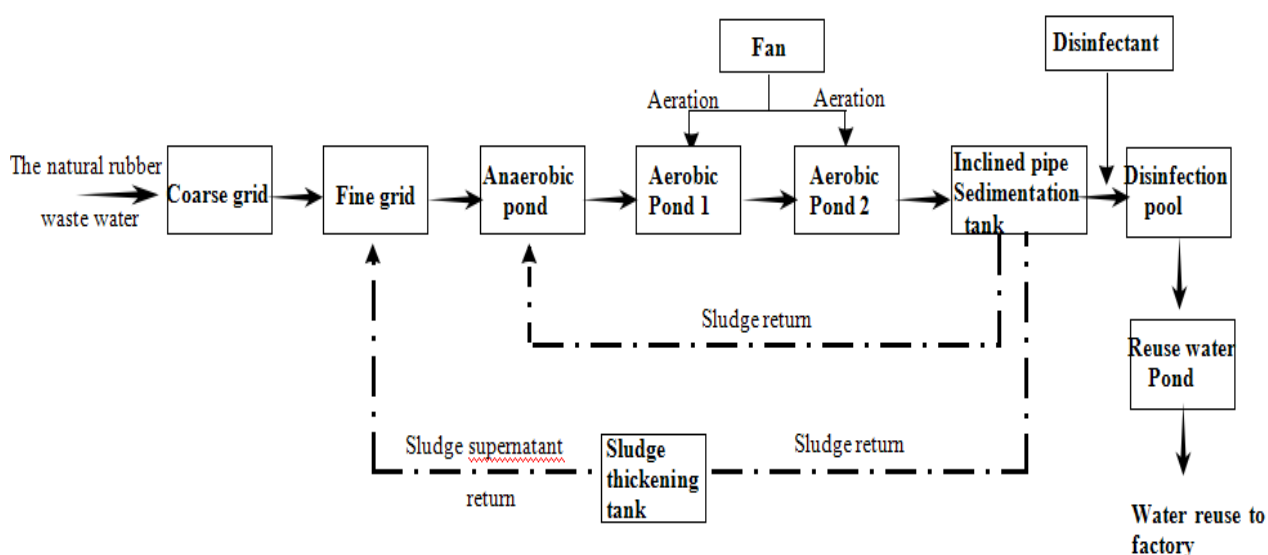 Fan
Disinfectant
Aeration
Aeration
The natural rubber
waste water
Coarse grid
Fine grid
Anaerobic
pond
Aerobic
Pond 1
Aerobic
Pond 2
Inclined pipe
Sedimentation
tank
Disinfection
pool
Sludge return
Reuse water
Pond
Sludge supernatant
return
Sludge
thickening
tank
Sludge return
Water reuse to
factory